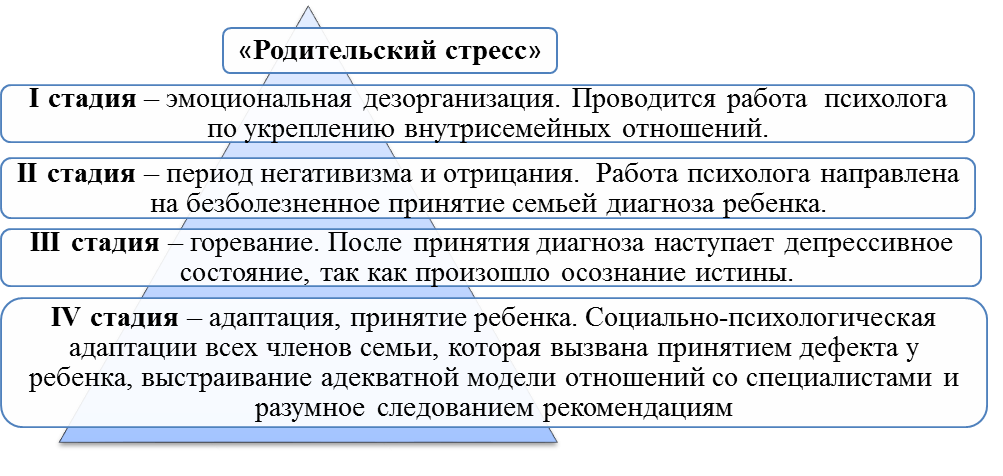 «Родительский стресс»
I стадия – эмоциональная дезорганизация. Проводится работа психолога
по укреплению внутрисемейных отношений.
II стадия – период негативизма и отрицания. Работа психолога направлена
на безболезненное принятие семьей диагноза ребенка.
III стадия – горевание. После принятия диагноза наступает депрессивное
состояние, так как произошло осознание истины.
IV стадия – адаптация, принятие ребенка. Социально-психологическая
адаптации всех членов семьи, которая вызвана принятием дефекта у
ребенка, выстраивание адекватной модели отношений со специалистами и
разумное следованием рекомендациям